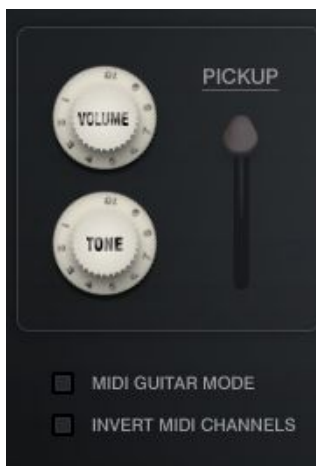 PICKUP
VOLUME
TONE
MIDI GUITAR MODE
INVERT MIDI CHANNELS